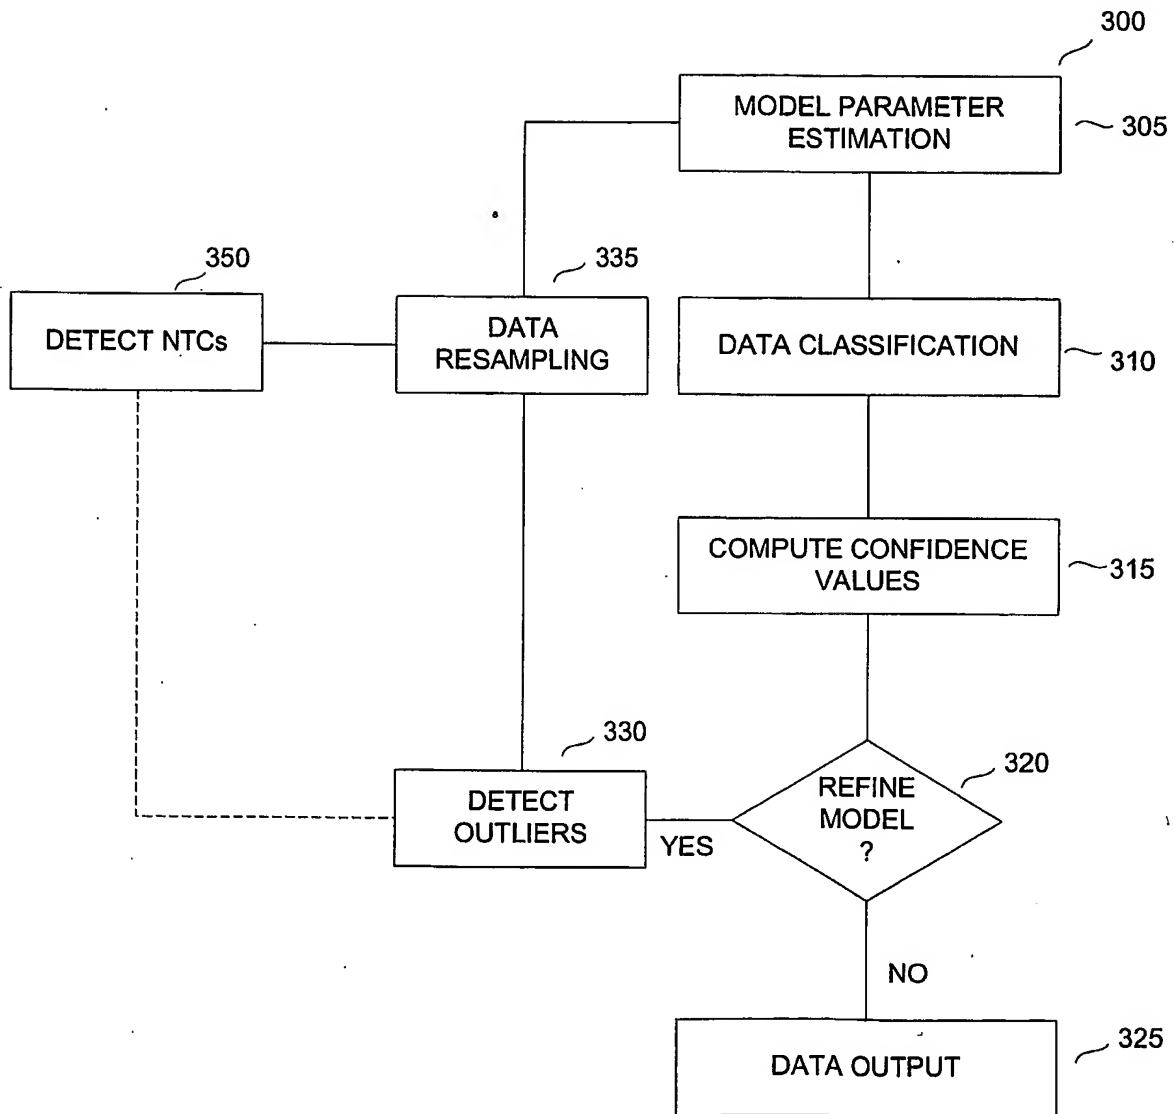 300
MODEL PARAMETER
ESTIMATION
305
350
335
DETECT NTCs
DATA
RESAMPLING
DATA CLASSIFICATION
310
COMPUTE CONFIDENCE
VALUES
315
330
320
DETECT
OUTLIERS
YES
REFINE
MODEL
?
NO
325
DATA OUTPUT